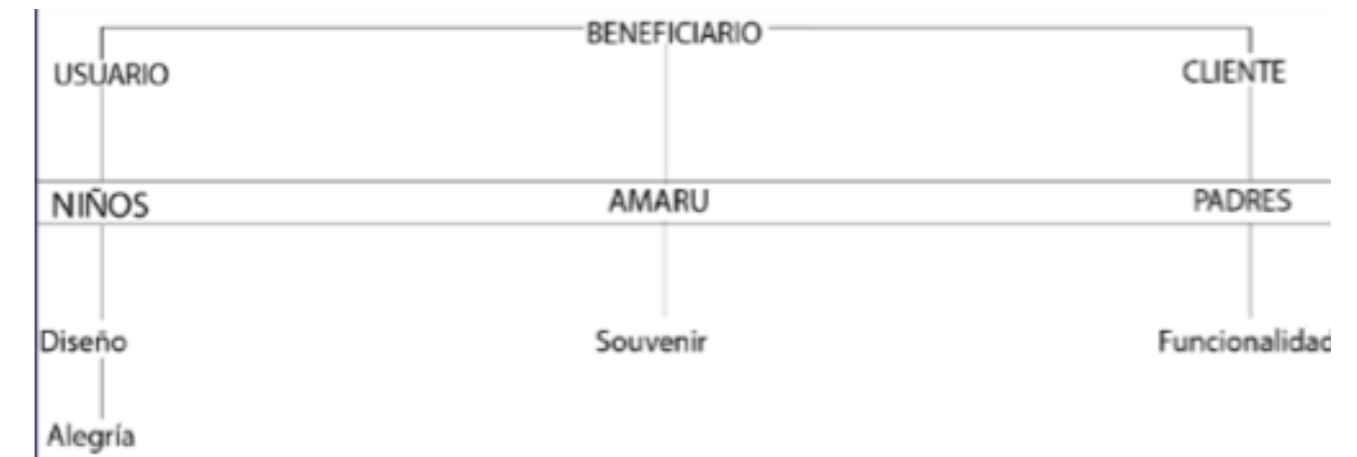 BENEFICIARIO
USUARIO
CLIENTE
NIÑOS
AMARU
PADRES
Diseño
Souvenir
Funcionalidad
Alegría